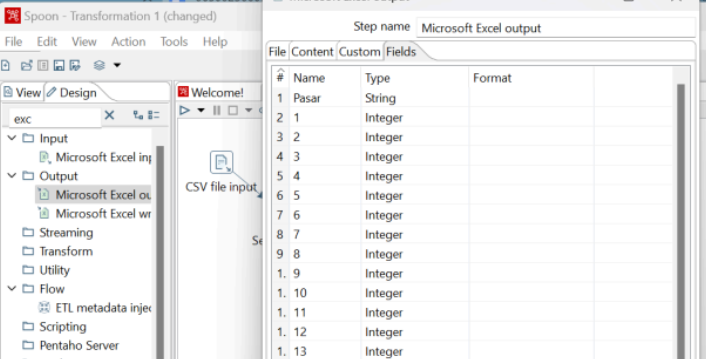 Spoon - Transformation 1 (changed)
File Edit View Action Tools Help
View Design
exc
Input
Microsoft Excel inp
Output
Microsoft Excel ou
Microsoft Excel wr
Streaming
Transform
Utility
Flow
ETL metadata injec
Scripting
Pentaho Server
Welcome!
CSV file input
Se
Step name Microsoft Excel output
File Content Custom Fields
# Name Type Format
1 Pasar String
2 1 Integer
3 2 Integer
4 3 Integer
5 4 Integer
6 5 Integer
7 6 Integer
8 7 Integer
9 8 Integer
1. 9 Integer
1. 10 Integer
1. 11 Integer
1. 12 Integer
1. 13 Integer